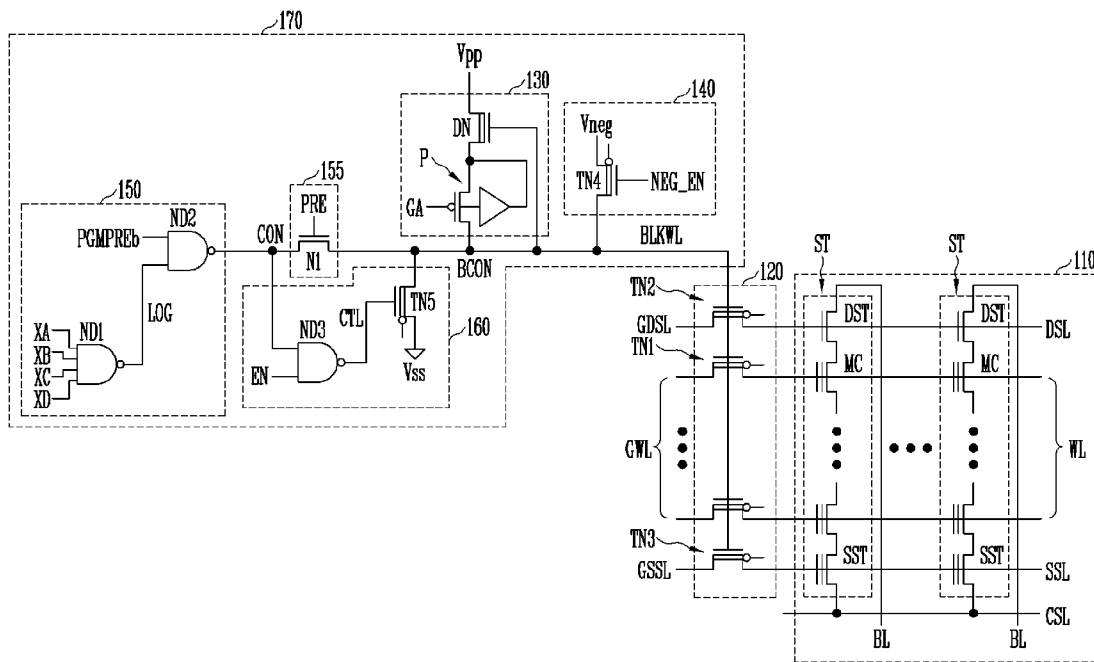 170
Vpp
130
DN
P
GA
140
Vneg
TN4
NEG_EN
150
ND2
PGMPREb
LOG
ND1
XA
XB
XC
XD
CON
155
PRE
N1
BCON
BLKWL
CTL
TN5
ND3
EN
160
Vss
120
TN2
GDSL
TN1
GWL
TN3
GSSL
ST
ST
110
DST
DST
DSL
MC
MC
WL
SST
SST
SSL
CSL
BL
BL